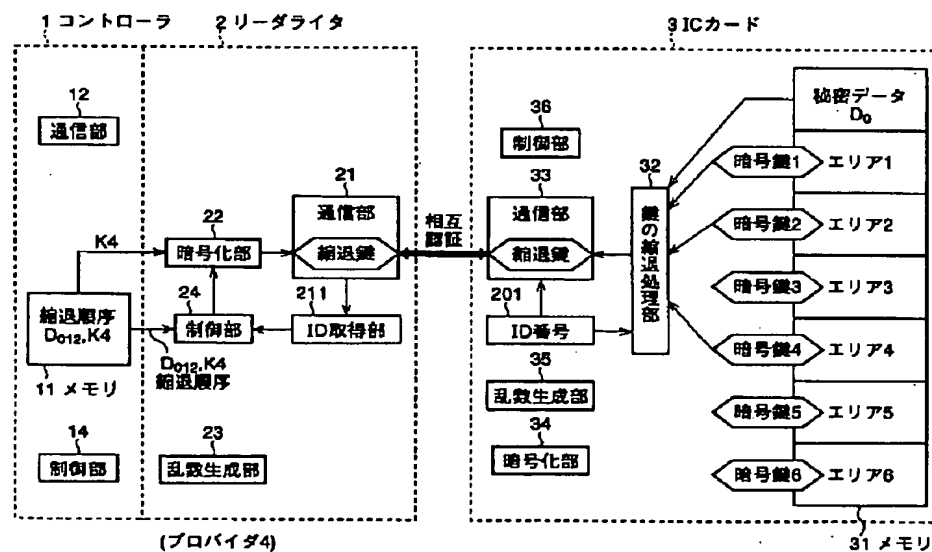 1 コントローラ
2 リーダライタ
3 ICカード
12
通信部
22
暗号化部
K4
24
制御部
縮退順序
D012,K4
D012,K4
縮退順序
11 メモリ
14
制御部
21
通信部
縮退鍵
211
ID取得部
23
乱数生成部
(プロバイダ4)
相互
認証
36
制御部
33
通信部
縮退鍵
201
ID番号
35
乱数生成部
34
暗号化部
32
鍵の縮退処理部
秘密データ
D0
暗号鍵1 エリア1
暗号鍵2 エリア2
暗号鍵3 エリア3
暗号鍵4 エリア4
暗号鍵5 エリア5
暗号鍵6 エリア6
31 メモリ